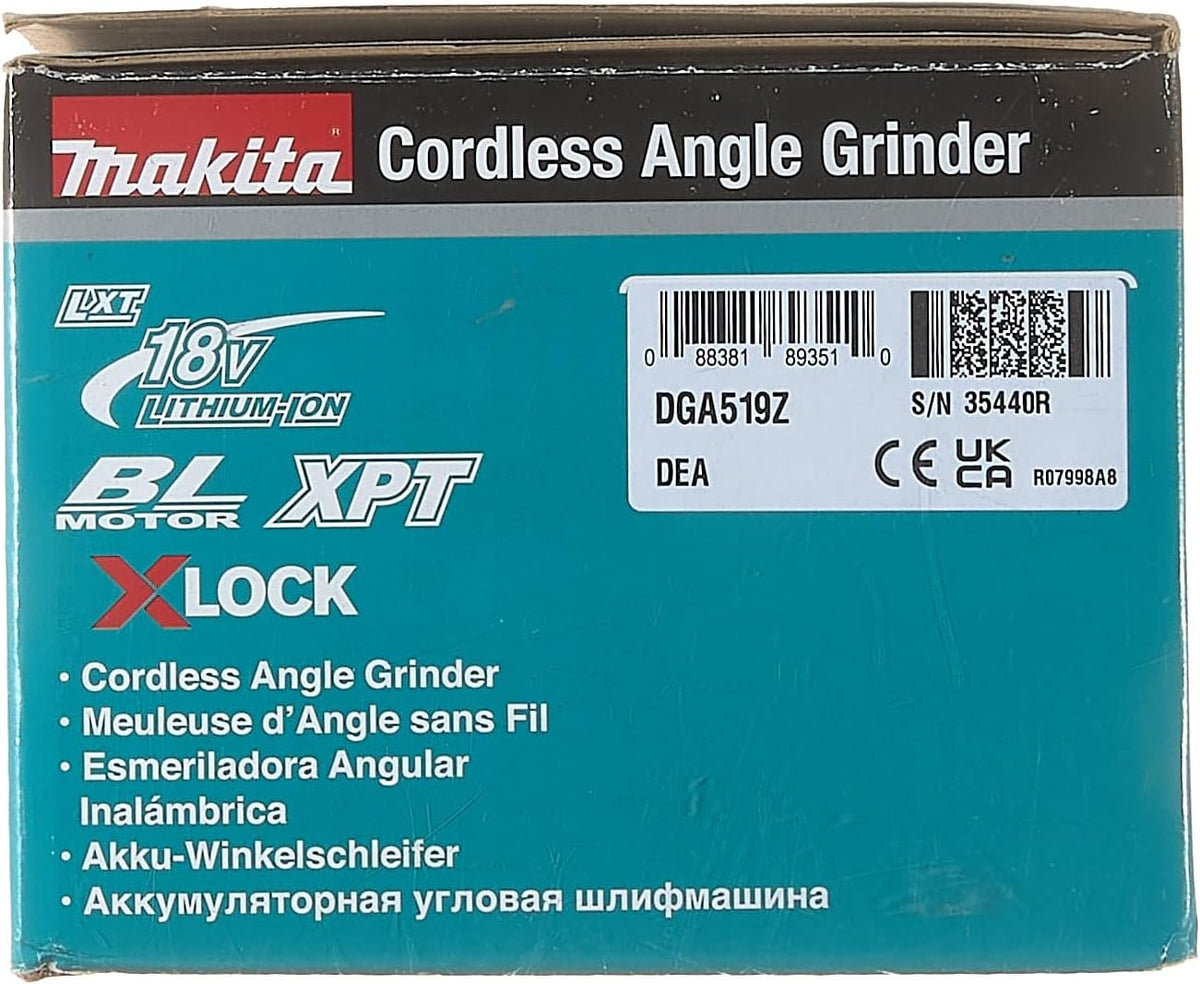 makita® Cordless Angle Grinder
LXT
18V
LITHIUM-ION
BL
MOTOR
XPT
XLOCK
• Cordless Angle Grinder
• Meuleuse d'Angle sans Fil
• Esmeriladora Angular
Inalámbrica
• Akku-Winkelschleifer
• Аккумуляторная угловая шлифмашина
0 88381 89351 0
DGA519Z
S/N 35440R
DEA
CE UK
CA
R07998A8